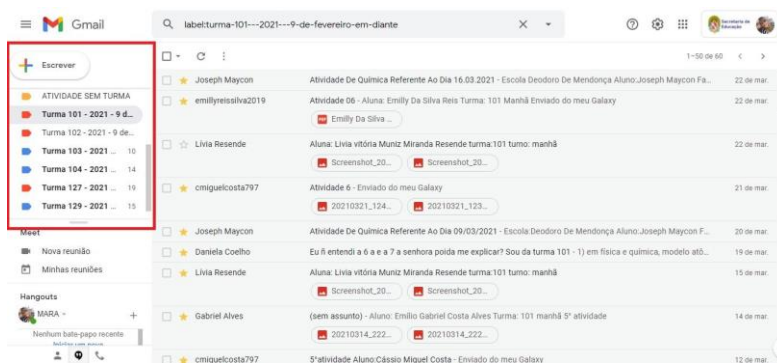 Gmail
label:turma-101---2021---9-de-fevereiro-em-diante
Secretaria de Educação
Escrever
1–50 de 60
ATIVIDADE SEM TURMA
Turma 101 - 2021 - 9 d...
Turma 102 - 2021 - 9 de...
Turma 103 - 2021 ... 10
Turma 104 - 2021 ... 14
Turma 127 - 2021 ... 19
Turma 129 - 2021 ... 15
Meet
Nova reunião
Minhas reuniões
Hangouts
MARA
Nenhum bate-papo recente
Iniciar um novo
Joseph Maycon Atividade De Química Referente Ao Dia 16.03.2021 - Escola Deodoro De Mendonça Aluno:Joseph Maycon Fa... 22 de mar.
emillyreissilva2019 Atividade 06 - Aluna: Emilly Da Silva Reis Turma: 101 Manhã Enviado do meu Galaxy 22 de mar.
PDF Emilly Da Silva ...
Lívia Resende Aluna: Livia vitória Muniz Miranda Resende turma:101 turno: manhã 22 de mar.
Screenshot_20... Screenshot_20...
cmiguelcosta797 Atividade 6 - Enviado do meu Galaxy 21 de mar.
20210321_124... 20210321_123...
Joseph Maycon Atividade De Química Referente Ao Dia 09/03/2021 - Escola:Deodoro De Mendonça Aluno:Joseph Maycon F... 20 de mar.
Daniela Coelho Eu ñ entendi a 6 a e a 7 a senhora poida me explicar? Sou da turma 101 - 1) em física e química, modelo atô... 19 de mar.
Lívia Resende Aluna: Livia vitória Muniz Miranda Resende turma:101 turno: manhã 15 de mar.
Screenshot_20... Screenshot_20...
Gabriel Alves (sem assunto) - Aluno: Emílio Gabriel Costa Alves Turma: 101 manhã 5° atividade 14 de mar.
20210314_222... 20210314_222...
cmiguelcosta797 5°atividade Aluno:Cássio Miguel Costa - Enviado do meu Galaxy 12 de mar.